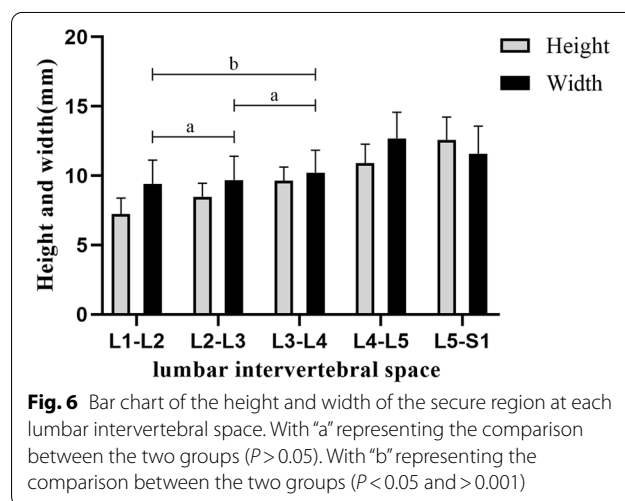 20
15
10
5
0
Height and width(mm)
Height
Width
b
a
a
L1-L2 L2-L3 L3-L4 L4-L5 L5-S1
lumbar intervertebral space
Fig. 6 Bar chart of the height and width of the secure region at each
lumbar intervertebral space. With “a” representing the comparison
between the two groups (P > 0.05). With “b” representing the
comparison between the two groups (P < 0.05 and > 0.001)